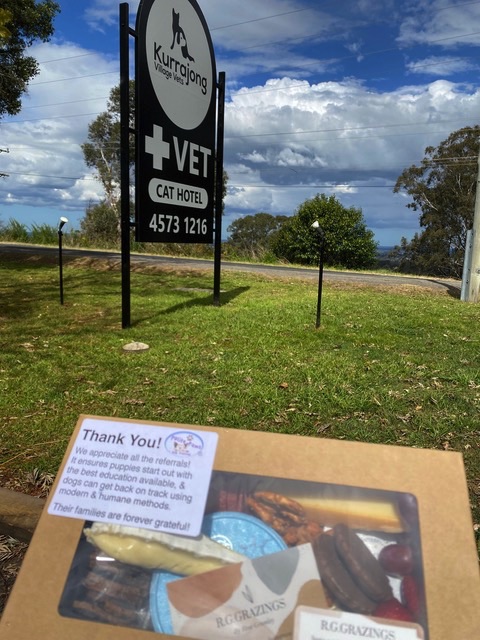 Kurrajong
Village Vets
VET
CAT HOTEL
4573 1216
Thank You!
We appreciate all the referrals!
It ensures puppies start out with
the best education available, &
dogs can get back on track using
modern & humane methods.
Their families are forever grateful!
R.G.GRAZINGS
R.G.GRAZINGS